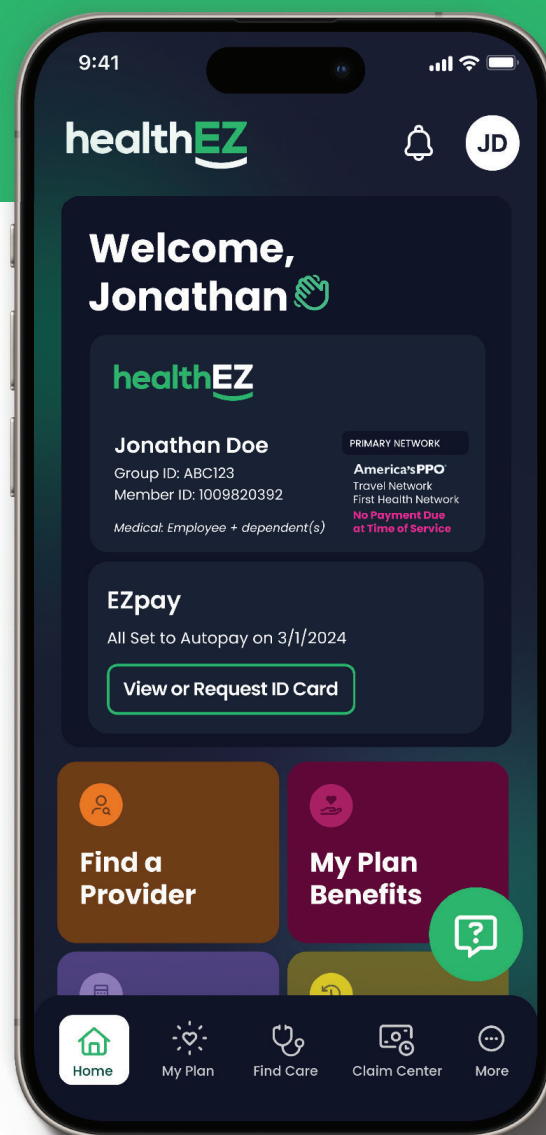 9:41
healthEZ
JD
Welcome,
Jonathan
healthEZ
Jonathan Doe
Group ID: ABC123
Member ID: 1009820392
Medical: Employee + dependent(s)
PRIMARY NETWORK
America'sPPO
Travel Network
First Health Network
No Payment Due
at Time of Service
EZpay
All Set to Autopay on 3/1/2024
View or Request ID Card
Find a
Provider
My Plan
Benefits
?
Home
My Plan
Find Care
Claim Center
More